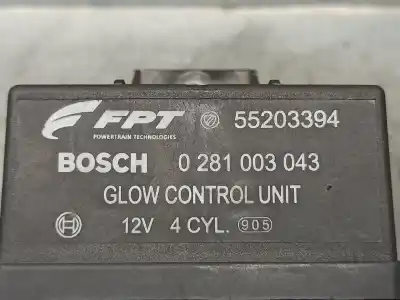 FPT 55203394
POWERTRAIN TECHNOLOGIES
BOSCH 0 281 003 043
GLOW CONTROL UNIT
12V 4 CYL. 905